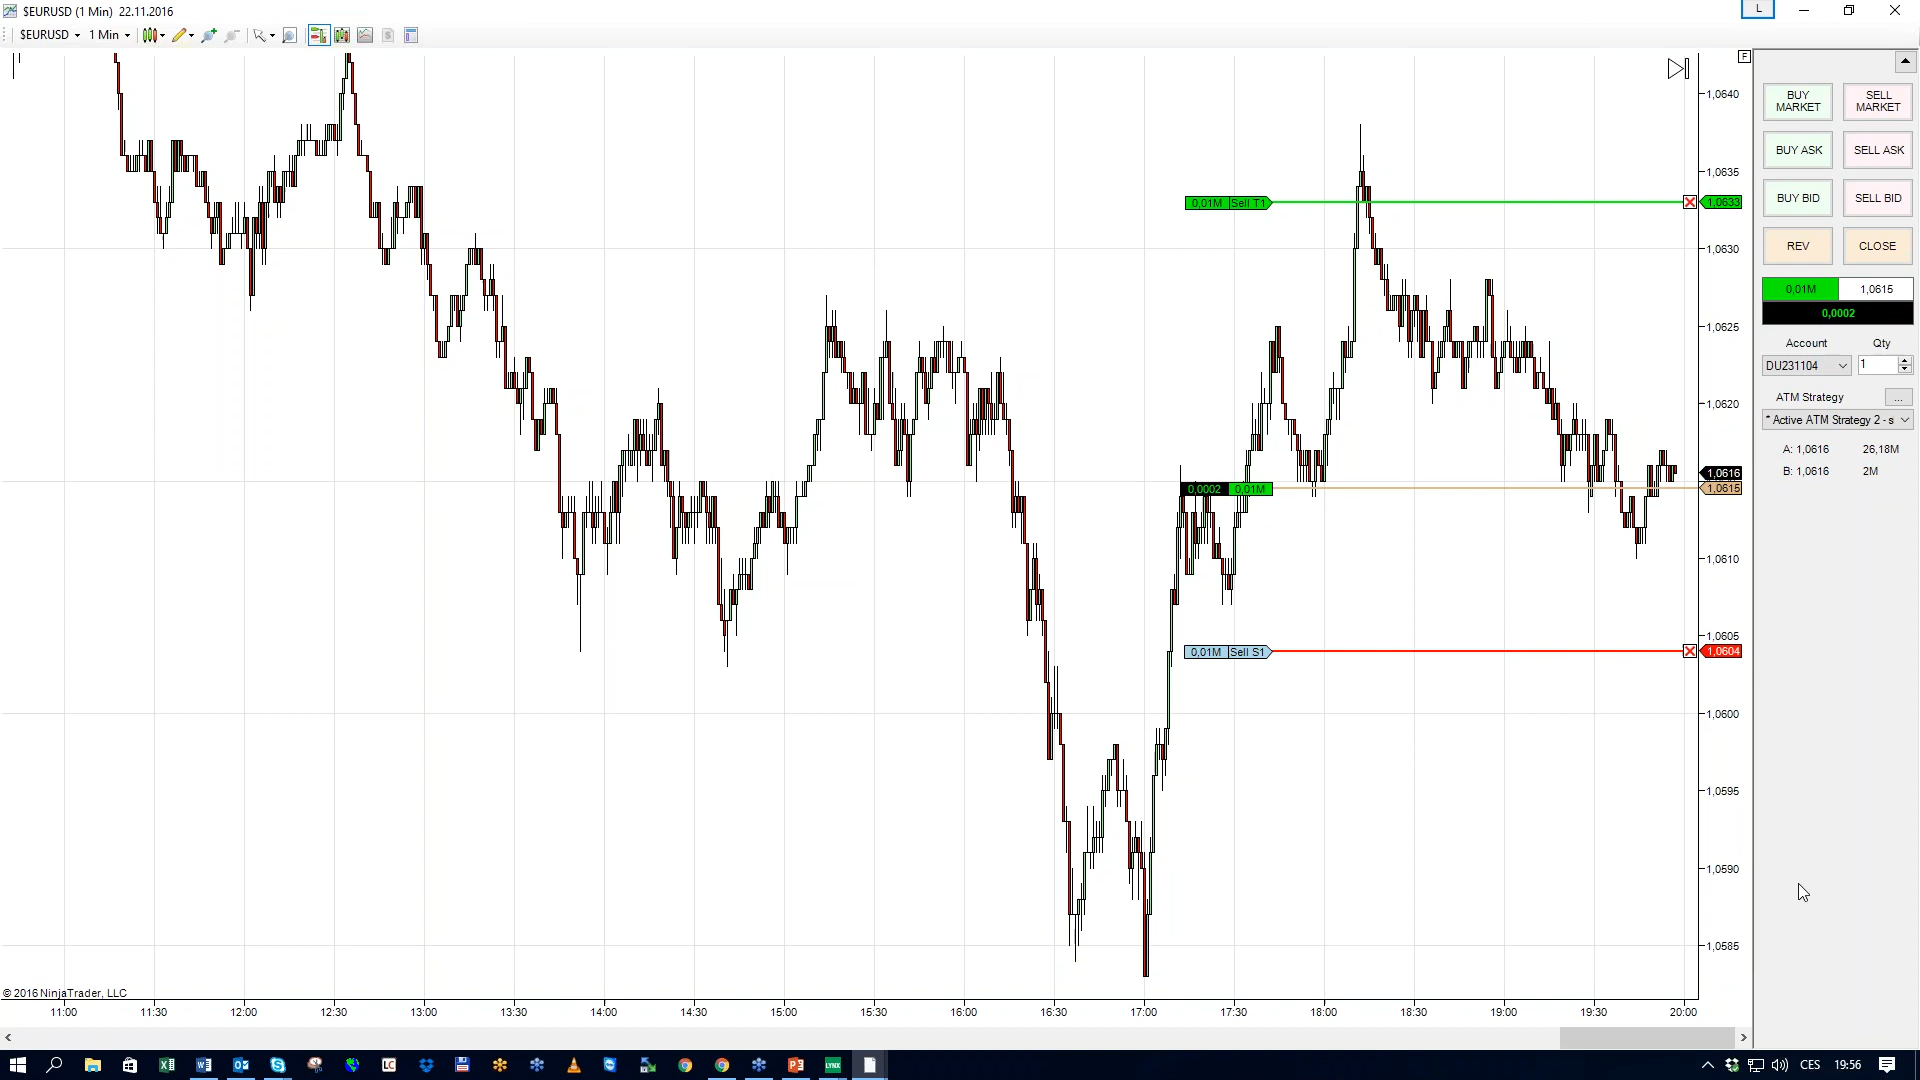 $EURUSD (1 Min)  22.11.2016
L
$EURUSD 1 Min
F
BUY MARKET
SELL MARKET
BUY ASK
SELL ASK
BUY BID
SELL BID
REV
CLOSE
0,01M 1,0615
0,0002
Account Qty
DU231104 1
ATM Strategy ...
* Active ATM Strategy 2 - s
A: 1,0616 26,18M
B: 1,0616 2M
1,0640
1,0635
0,01M Sell T1 1,0633
1,0630
1,0625
1,0620
1,0616
0,0002 0,01M 1,0615
1,0610
1,0605
0,01M Sell S1 1,0604
1,0600
1,0595
1,0590
1,0585
© 2016 NinjaTrader, LLC
11:00 11:30 12:00 12:30 13:00 13:30 14:00 14:30 15:00 15:30 16:00 16:30 17:00 17:30 18:00 18:30 19:00 19:30 20:00
LC
LYNX
CES 19:56